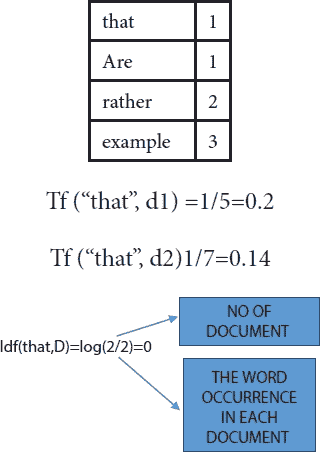 that 1
Are 1
rather 2
example 3
Tf (“that”, d1) =1/5=0.2
Tf (“that”, d2)1/7=0.14
Idf(that,D)=log(2/2)=0
NO OF
DOCUMENT
THE WORD
OCCURRENCE
IN EACH
DOCUMENT